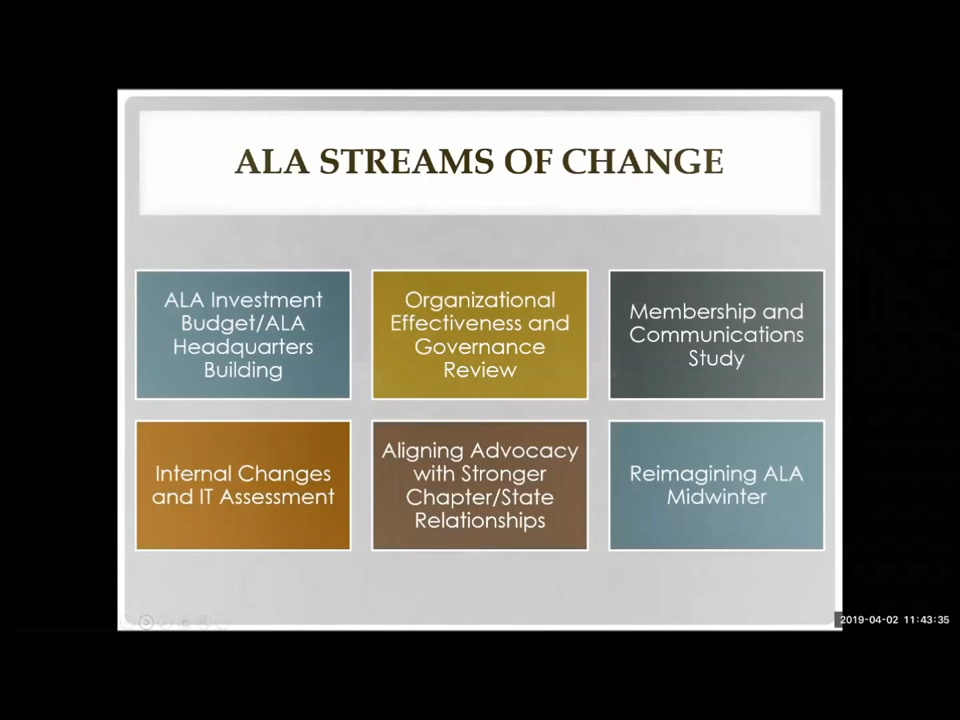 ALA STREAMS OF CHANGE
ALA Investment
Budget/ALA
Headquarters
Building
Organizational
Effectiveness and
Governance
Review
Membership and
Communications
Study
Internal Changes
and IT Assessment
Aligning Advocacy
with Stronger
Chapter/State
Relationships
Reimagining ALA
Midwinter
2019-04-02 11:43:35